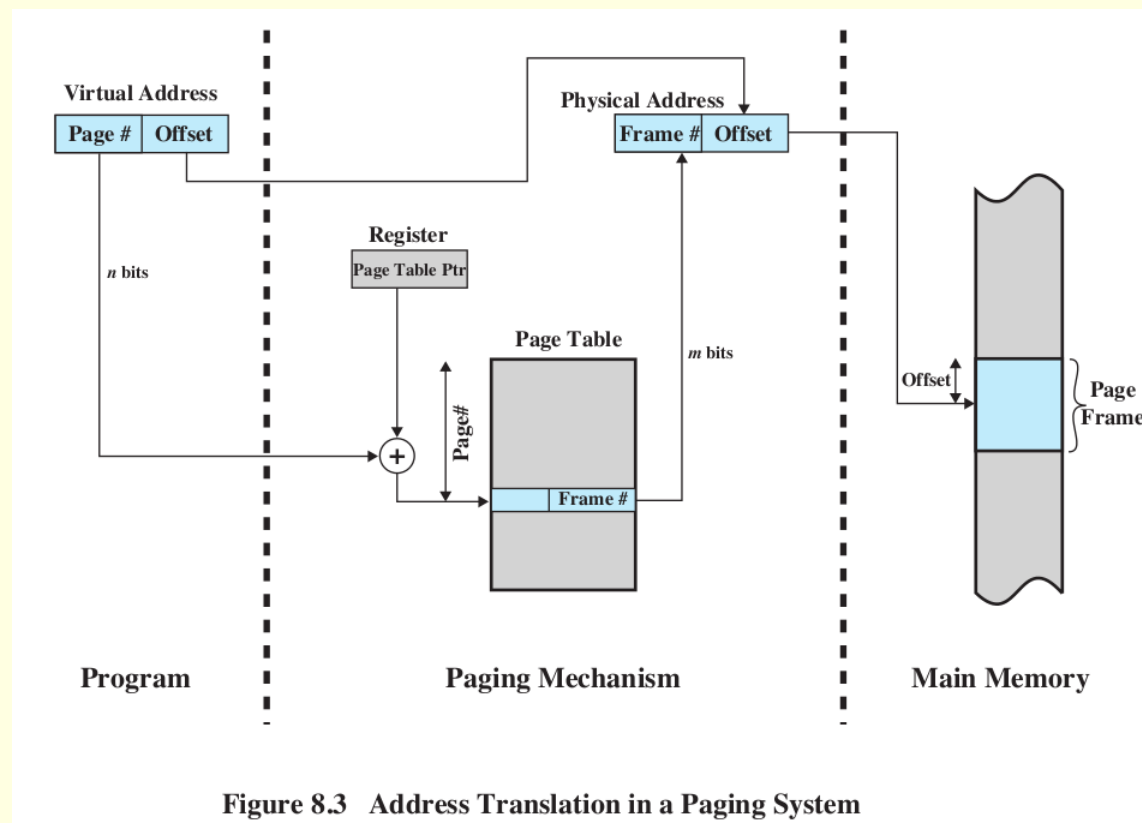 Virtual Address
Page # Offset
Physical Address
Frame # Offset
n bits
Register
Page Table Ptr
Page Table
m bits
Page#
Offset
Page
Frame
+
Frame #
Program
Paging Mechanism
Main Memory
Figure 8.3 Address Translation in a Paging System